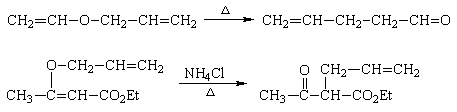 CH2=CH-O-CH2-CH=CH2 △ CH2=CH-CH2-CH2-CH=O
O-CH2-CH=CH2
CH3-C=CH-CO2Et
NH4Cl
△
O CH2-CH=CH2
CH3-C-CH-CO2Et